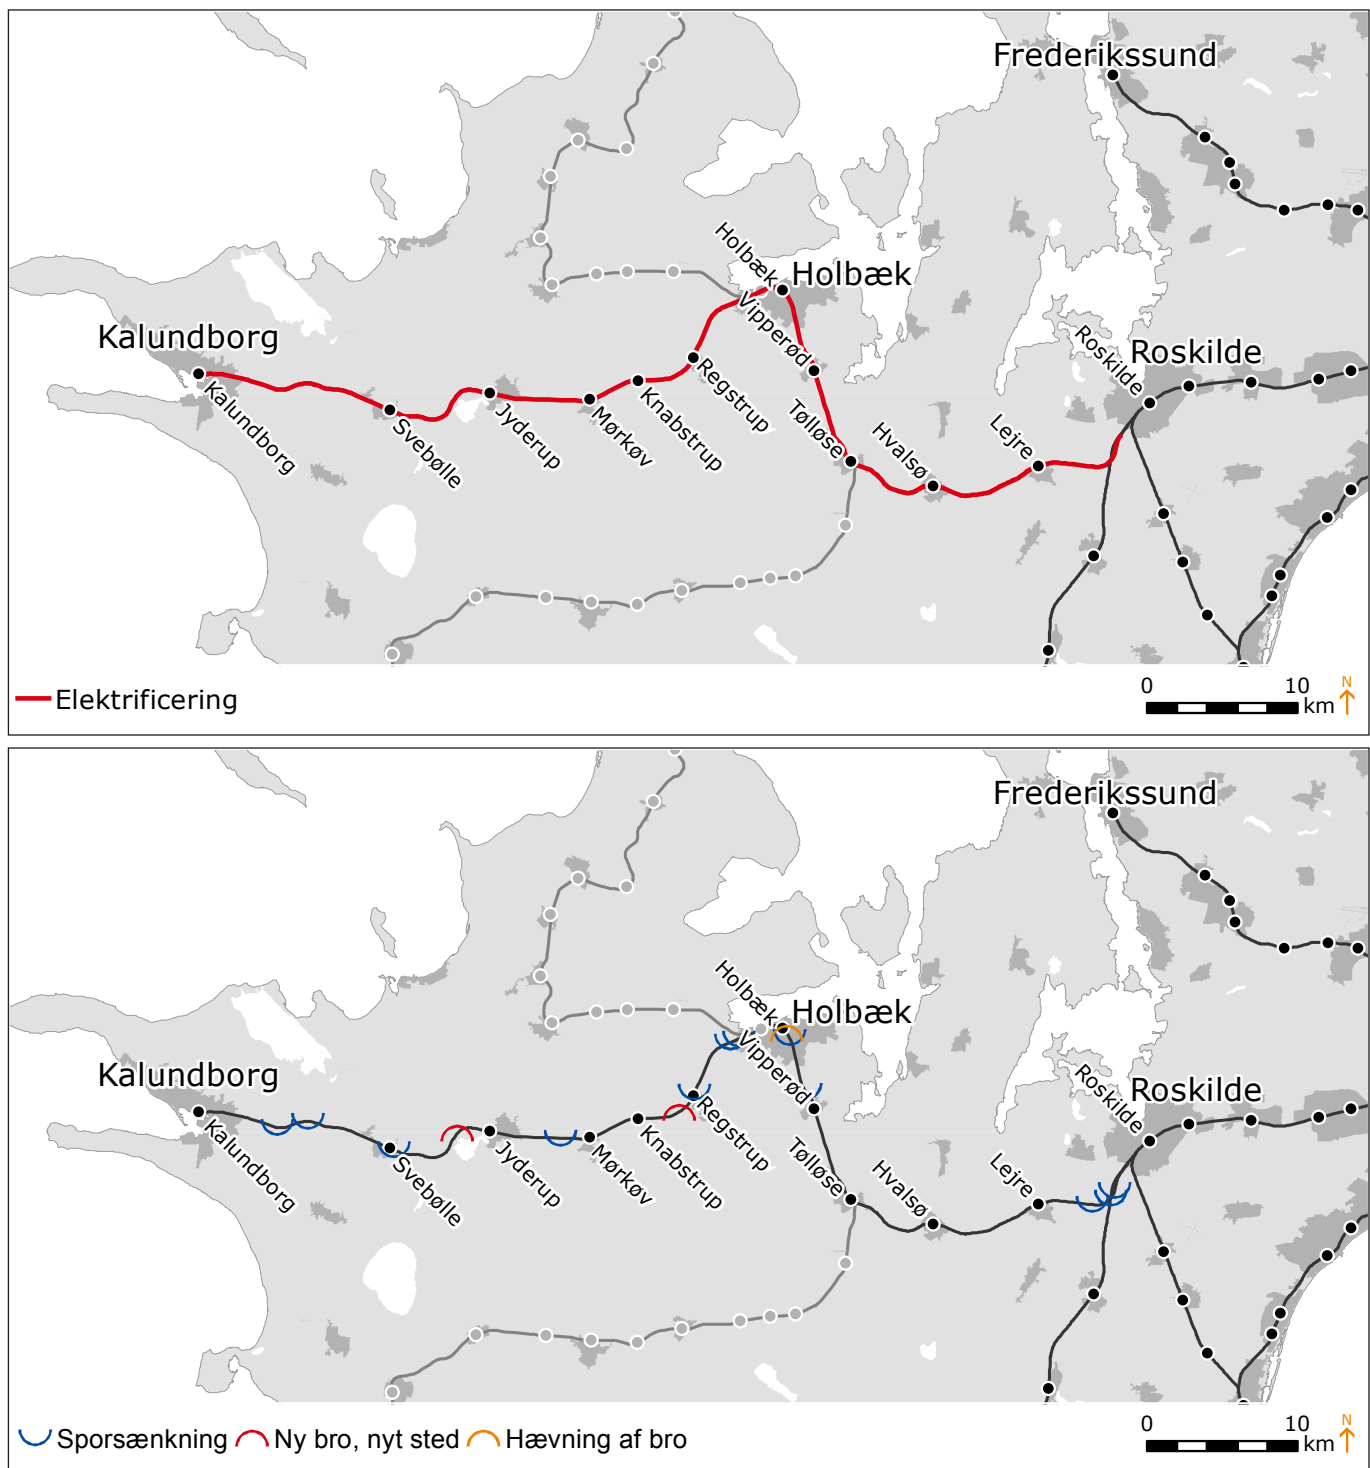 Frederikssund
Holbæk
Holbæk
Vipperød
Kalundborg
Kalundborg
Svebølle
Jyderup
Mørkøv
Knabstrup
Regstrup
Tølløse
Hvalsø
Lejre
Roskilde
Roskilde
Elektrificering
0 10
km
N
Frederikssund
Holbæk
Holbæk
Vipperød
Kalundborg
Kalundborg
Svebølle
Jyderup
Mørkøv
Knabstrup
Regstrup
Tølløse
Hvalsø
Lejre
Roskilde
Roskilde
Sporsænkning Ny bro, nyt sted Hævning af bro
0 10
km
N